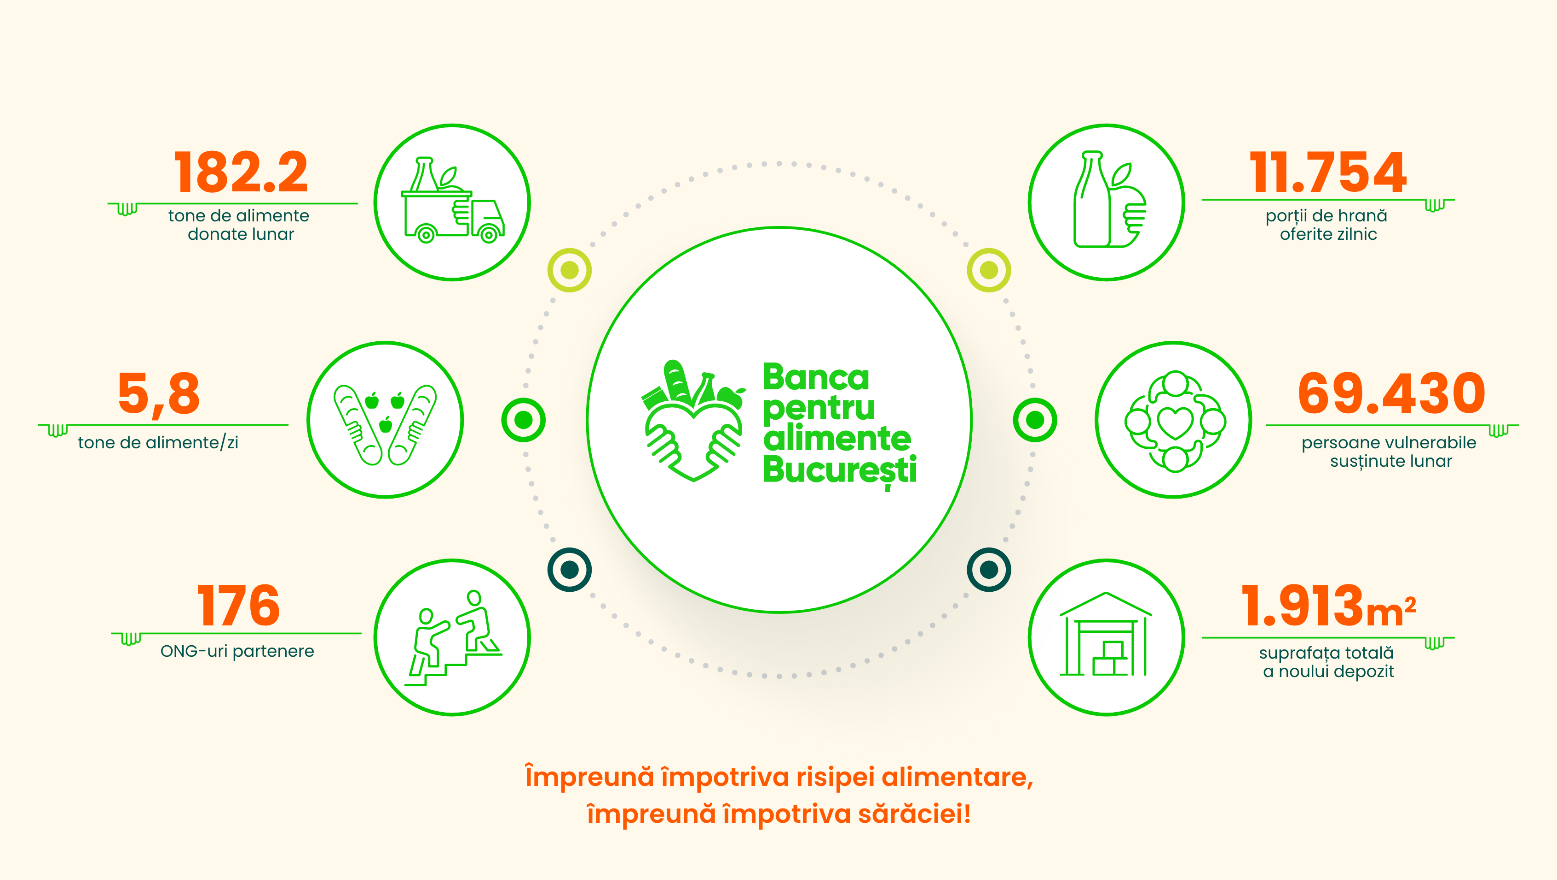 182.2
tone de alimente
donate lunar
5,8
tone de alimente/zi
176
ONG-uri partenere
Banca
pentru
alimente
București
11.754
porții de hrană
oferite zilnic
69.430
persoane vulnerabile
susținute lunar
1.913m²
suprafața totală
a noului depozit
Împreună împotriva risipei alimentare,
împreună împotriva sărăciei!